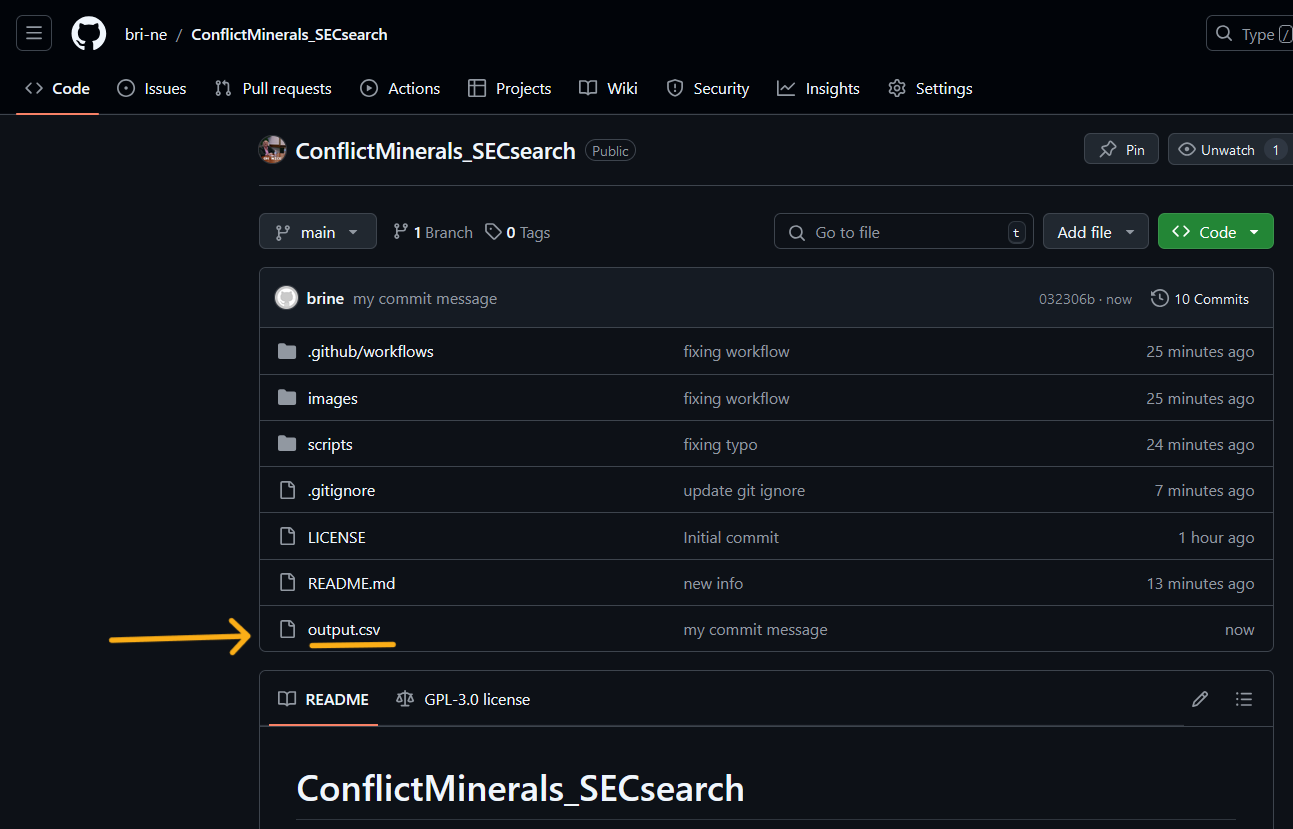 bri-ne / ConflictMinerals_SECsearch
Type /
Code Issues Pull requests Actions Projects Wiki Security Insights Settings
ConflictMinerals_SECsearch Public
Pin Unwatch 1
main 1 Branch 0 Tags Go to file t Add file Code
brine my commit message 032306b · now 10 Commits
.github/workflows fixing workflow 25 minutes ago
images fixing workflow 25 minutes ago
scripts fixing typo 24 minutes ago
.gitignore update git ignore 7 minutes ago
LICENSE Initial commit 1 hour ago
README.md new info 13 minutes ago
output.csv my commit message now
README GPL-3.0 license
ConflictMinerals_SECsearch